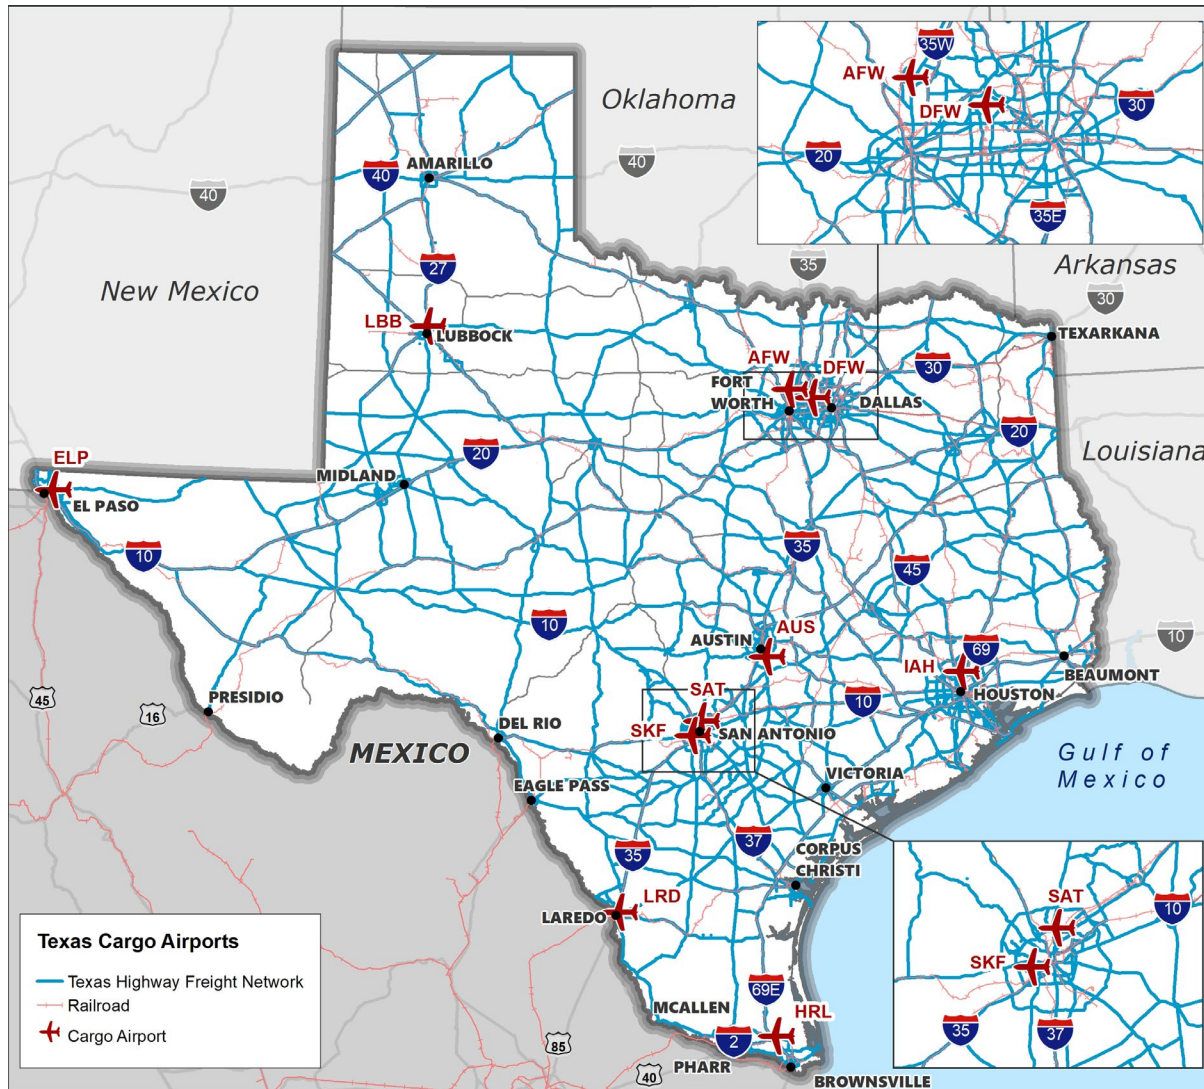 Oklahoma
New Mexico
Arkansas
Louisiana
MEXICO
Gulf of
Mexico
40
40
35
30
10
45
16
85
40
AMARILLO
40
27
LBB
LUBBOCK
AFW
DFW
FORT
WORTH
DALLAS
30
TEXARKANA
20
20
ELP
EL PASO
MIDLAND
10
35
45
10
AUS
AUSTIN
IAH
69
BEAUMONT
HOUSTON
10
PRESIDIO
DEL RIO
SAT
SKF
SAN ANTONIO
EAGLE PASS
VICTORIA
37
35
CORPUS
CHRISTI
LRD
LAREDO
69E
MCALLEN
HRL
2
PHARR
BROWNSVILLE
35W
AFW
DFW
30
20
35E
SAT
10
SKF
35
37
Texas Cargo Airports
Texas Highway Freight Network
Railroad
Cargo Airport